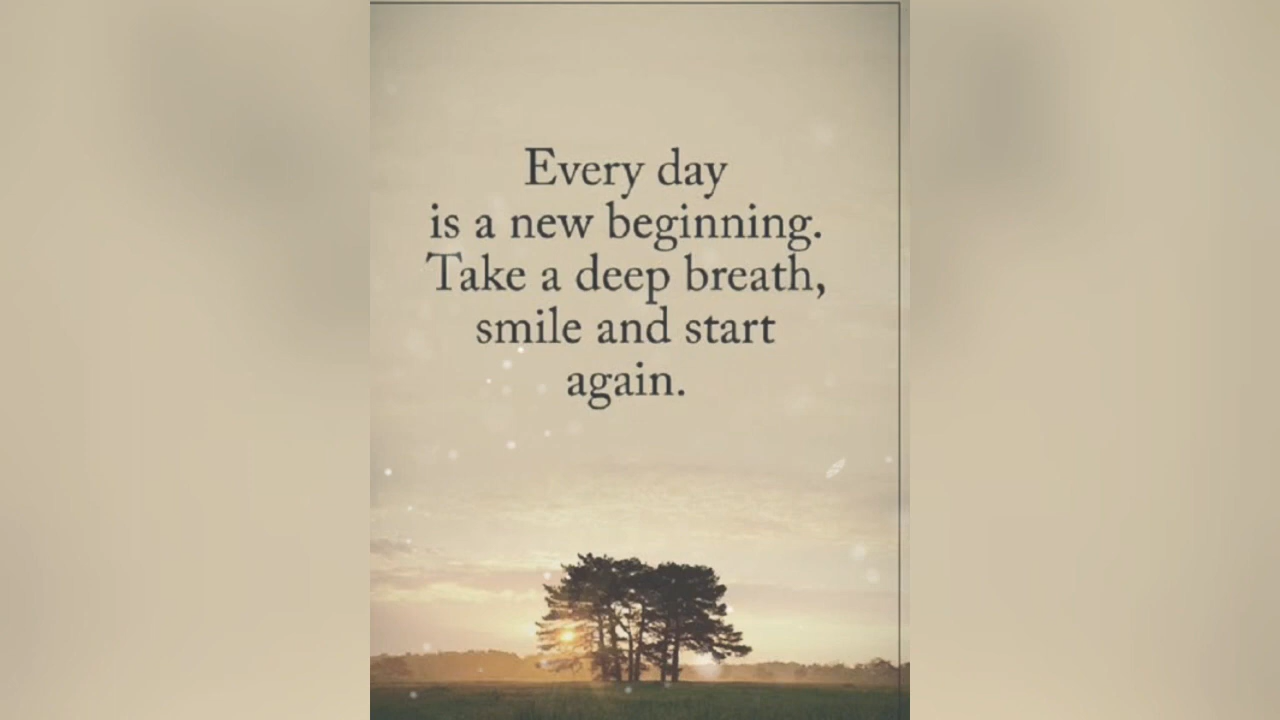 Every day
is a new beginning.
Take a deep breath,
smile and start
again.